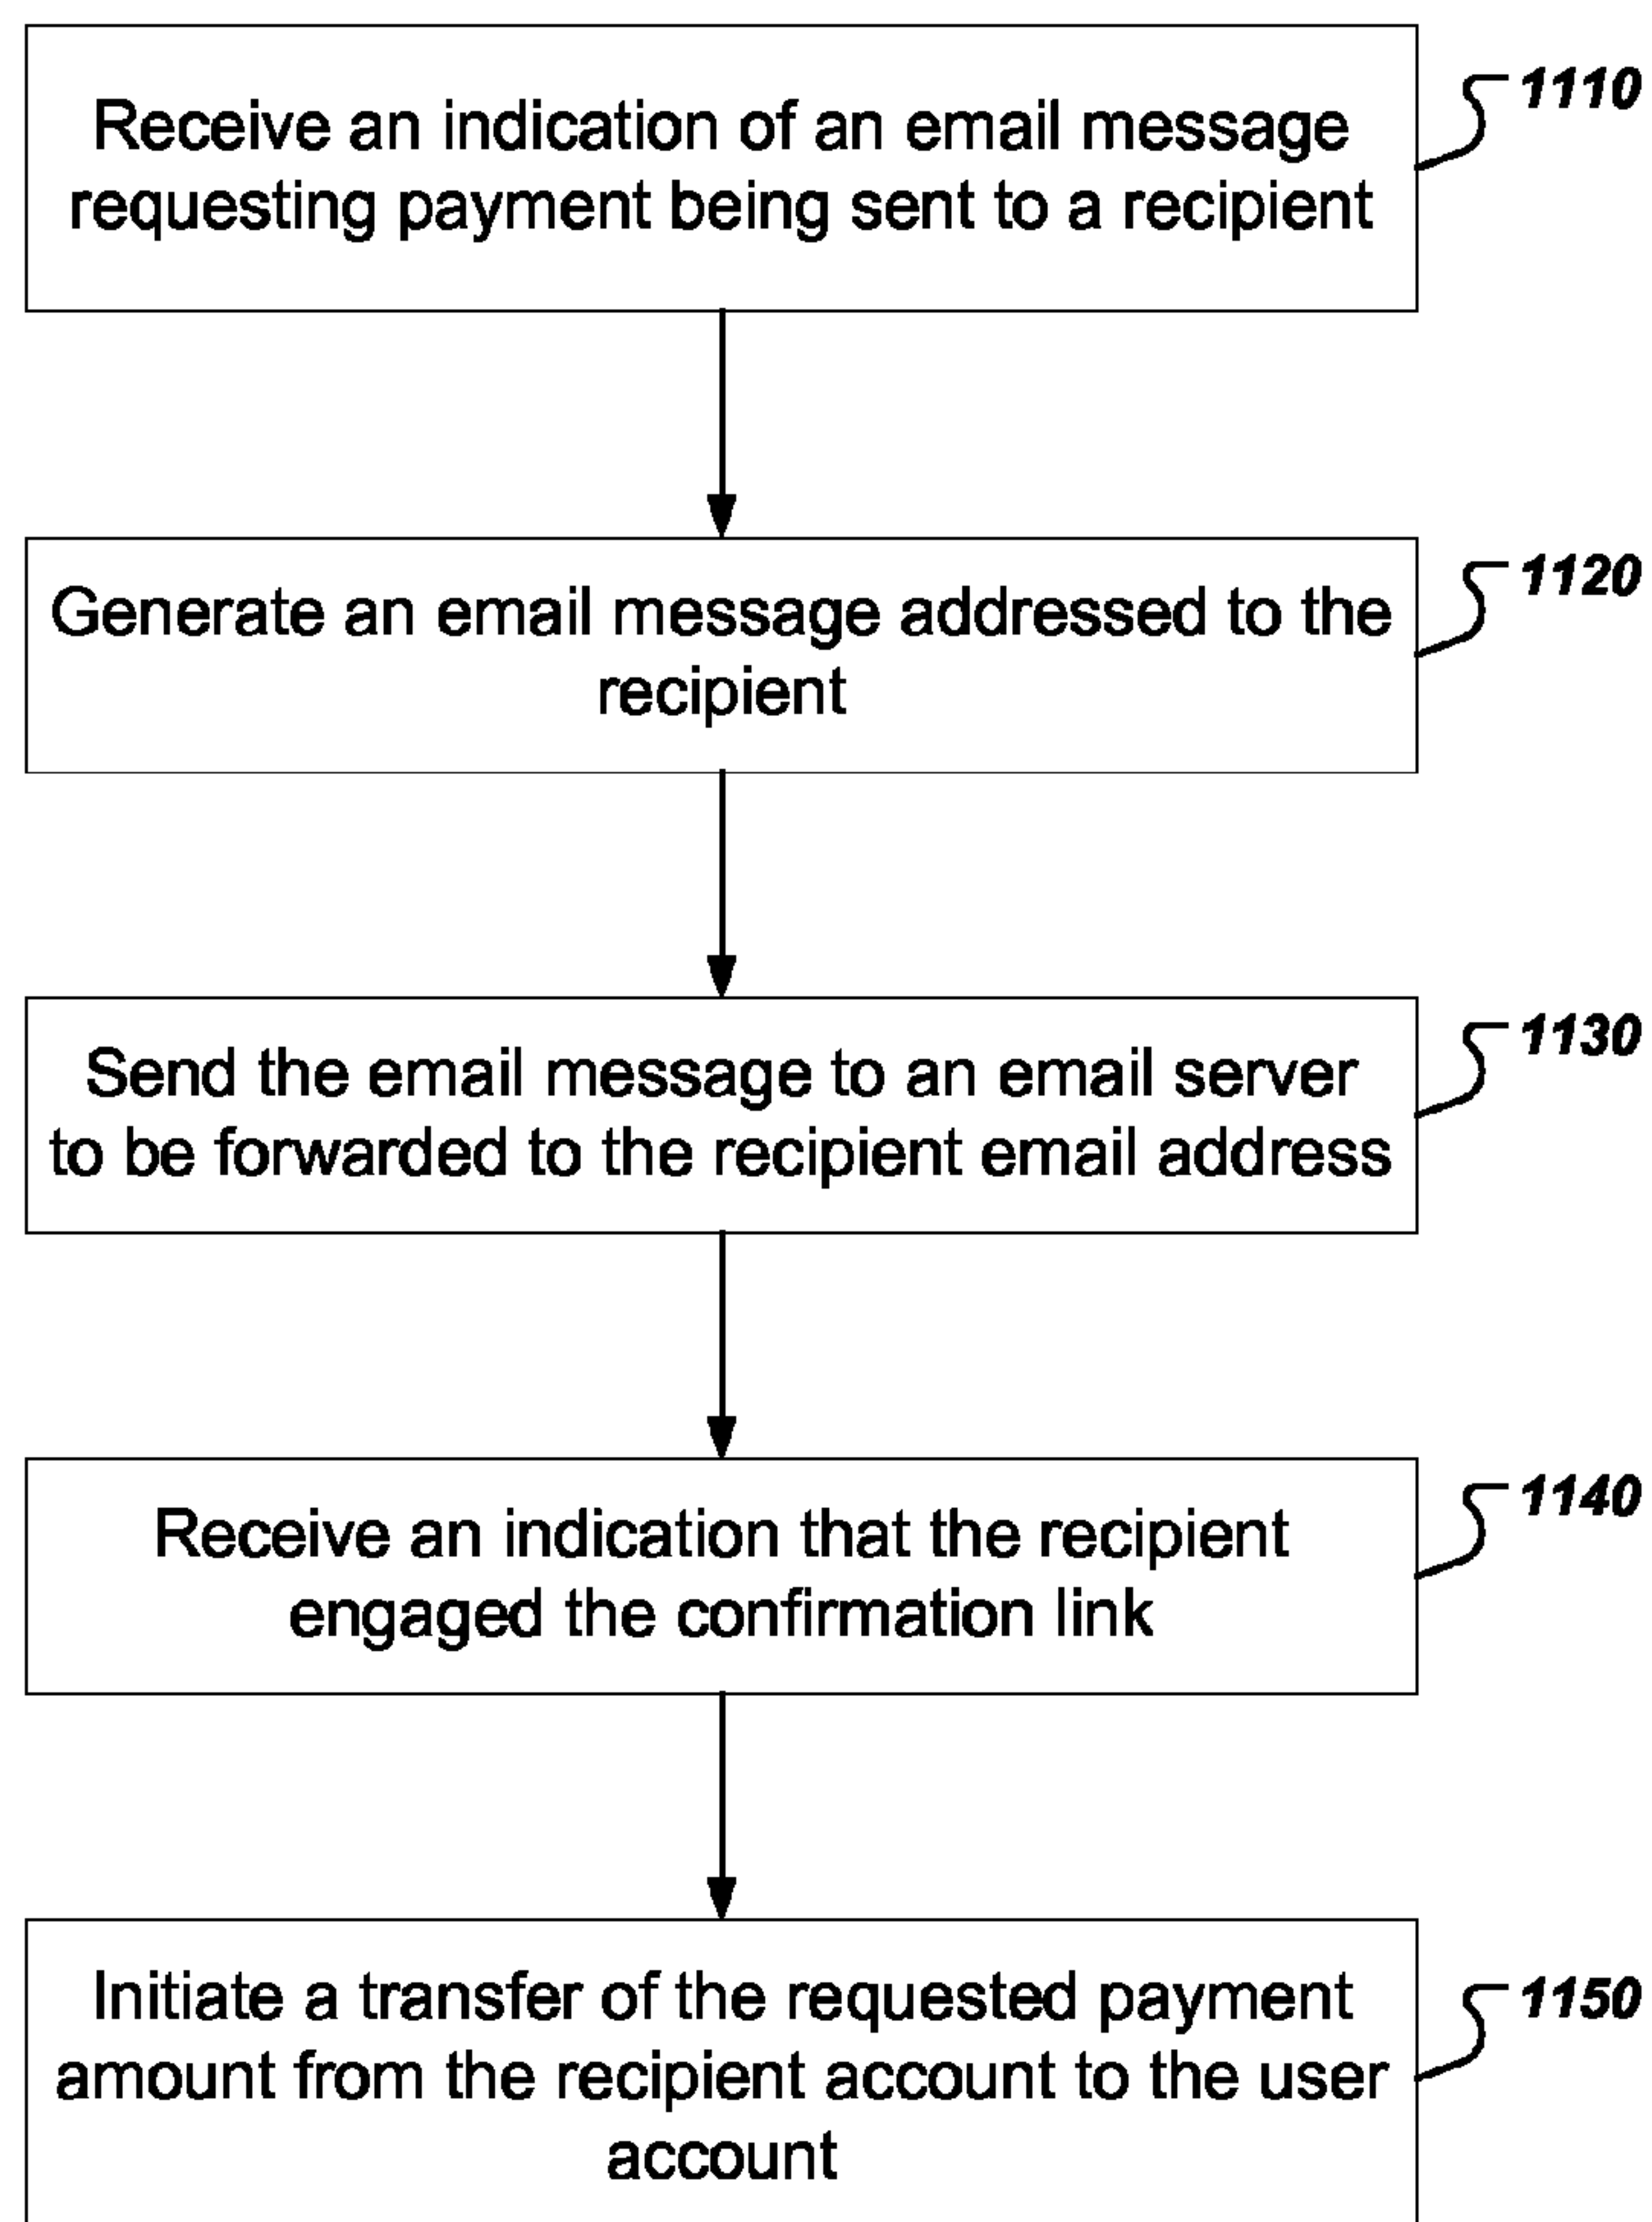 Receive an indication of an email message
requesting payment being sent to a recipient
1110
Generate an email message addressed to the
recipient
1120
Send the email message to an email server
to be forwarded to the recipient email address
1130
Receive an indication that the recipient
engaged the confirmation link
1140
Initiate a transfer of the requested payment
amount from the recipient account to the user
account
1150